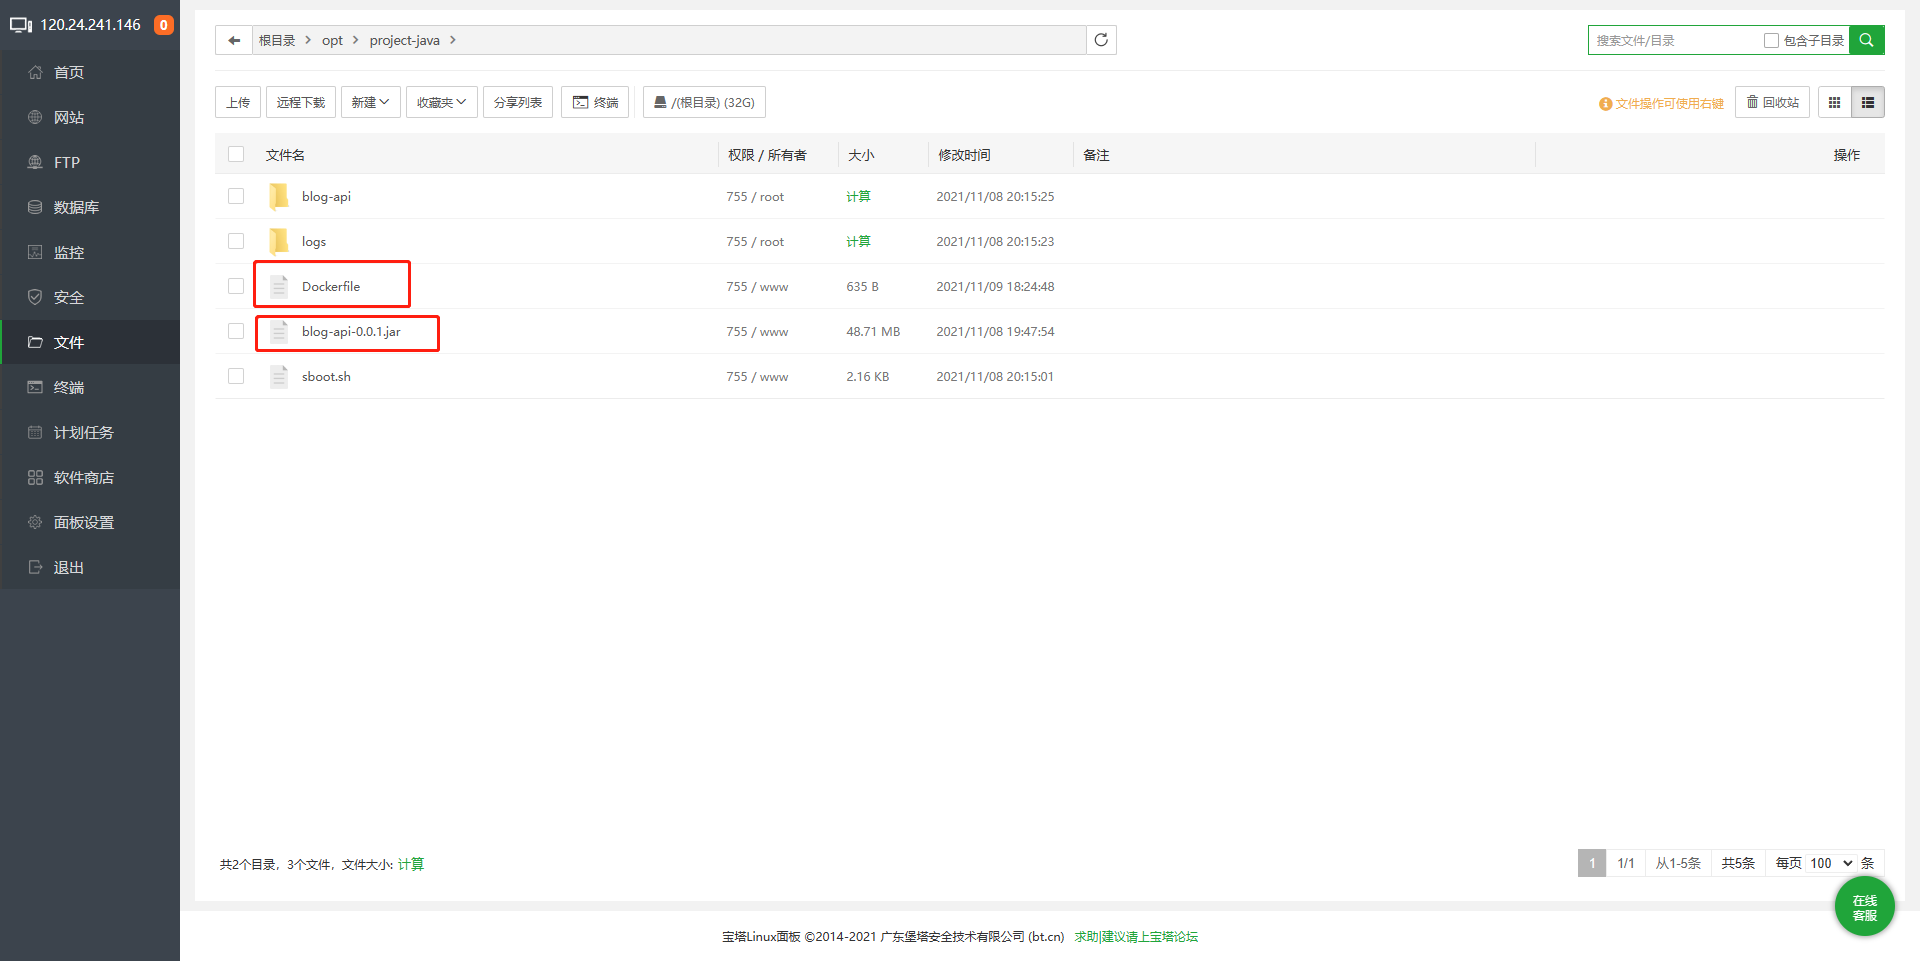 120.24.241.146 0
首页
网站
FTP
数据库
监控
安全
文件
终端
计划任务
软件商店
面板设置
退出
根目录 opt project-java
搜索文件/目录 包含子目录
上传 远程下载 新建 收藏夹 分享列表 终端 /(根目录) (32G)
文件操作可使用右键 回收站
文件名 权限 / 所有者 大小 修改时间 备注 操作
blog-api 755 / root 计算 2021/11/08 20:15:25
logs 755 / root 计算 2021/11/08 20:15:23
Dockerfile 755 / www 635 B 2021/11/09 18:24:48
blog-api-0.0.1.jar 755 / www 48.71 MB 2021/11/08 19:47:54
sboot.sh 755 / www 2.16 KB 2021/11/08 20:15:01
共2个目录，3个文件，文件大小: 计算
1 1/1 从1-5条 共5条 每页 100 条
在线
客服
宝塔Linux面板 ©2014-2021 广东堡塔安全技术有限公司 (bt.cn) 求助|建议请上宝塔论坛